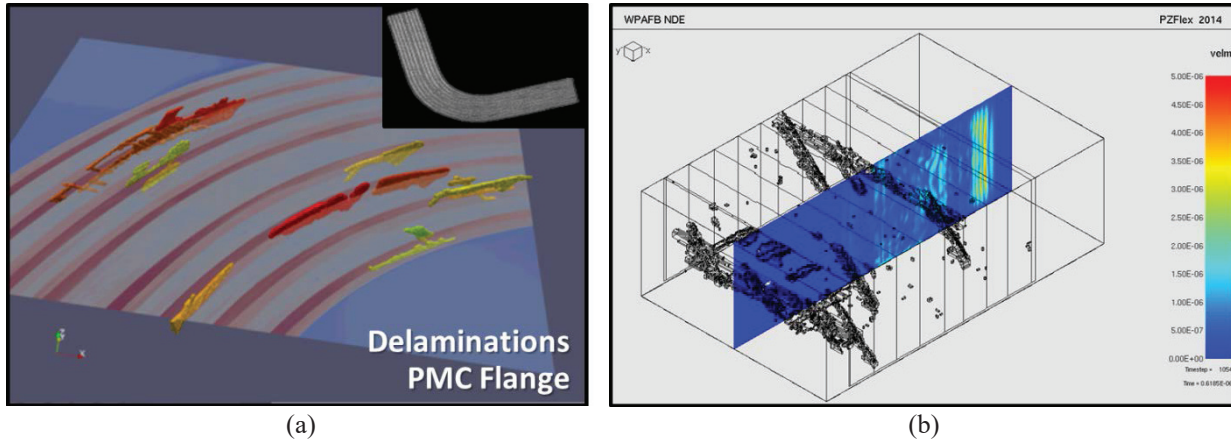 Delaminations
PMC Flange
(a)
WPAFB NDE
PZFlex 2014
velm
5.00E-06
4.50E-06
4.00E-06
3.50E-06
3.00E-06
2.50E-06
2.00E-06
1.50E-06
1.00E-06
5.00E-07
0.00E+00
Timestep =
(b)